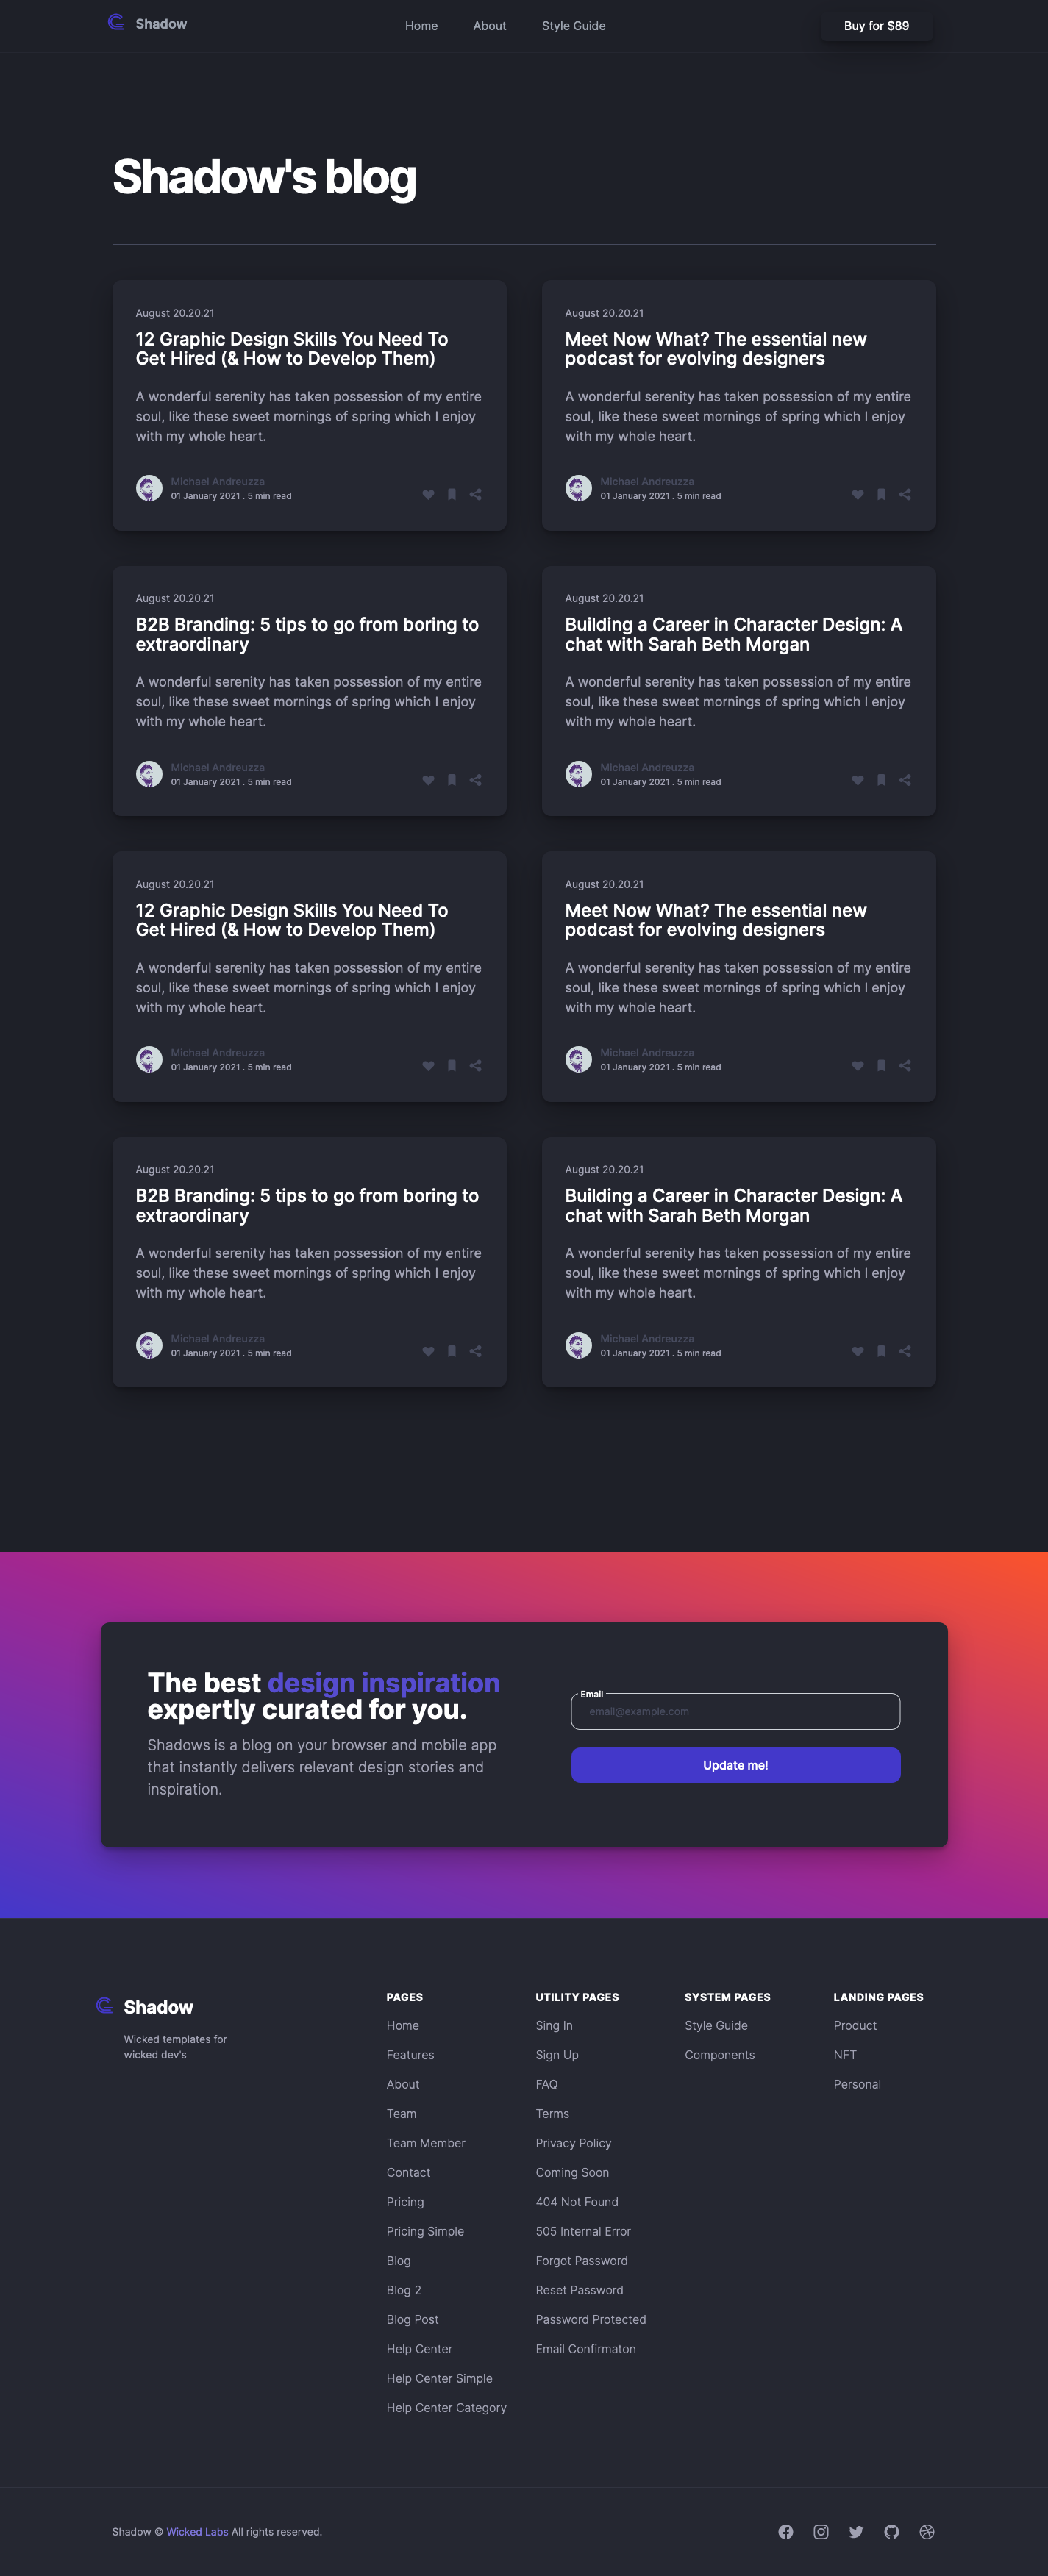 Shadow
Home
About
Style Guide
Buy for $89
Shadow's blog
August 20.20.21
12 Graphic Design Skills You Need To
Get Hired (& How to Develop Them)
A wonderful serenity has taken possession of my entire
soul, like these sweet mornings of spring which I enjoy
with my whole heart.
Michael Andreuzza
01 January 2021 . 5 min read
August 20.20.21
Meet Now What? The essential new
podcast for evolving designers
A wonderful serenity has taken possession of my entire
soul, like these sweet mornings of spring which I enjoy
with my whole heart.
Michael Andreuzza
01 January 2021 . 5 min read
August 20.20.21
B2B Branding: 5 tips to go from boring to
extraordinary
A wonderful serenity has taken possession of my entire
soul, like these sweet mornings of spring which I enjoy
with my whole heart.
Michael Andreuzza
01 January 2021 . 5 min read
August 20.20.21
Building a Career in Character Design: A
chat with Sarah Beth Morgan
A wonderful serenity has taken possession of my entire
soul, like these sweet mornings of spring which I enjoy
with my whole heart.
Michael Andreuzza
01 January 2021 . 5 min read
August 20.20.21
12 Graphic Design Skills You Need To
Get Hired (& How to Develop Them)
A wonderful serenity has taken possession of my entire
soul, like these sweet mornings of spring which I enjoy
with my whole heart.
Michael Andreuzza
01 January 2021 . 5 min read
August 20.20.21
Meet Now What? The essential new
podcast for evolving designers
A wonderful serenity has taken possession of my entire
soul, like these sweet mornings of spring which I enjoy
with my whole heart.
Michael Andreuzza
01 January 2021 . 5 min read
August 20.20.21
B2B Branding: 5 tips to go from boring to
extraordinary
A wonderful serenity has taken possession of my entire
soul, like these sweet mornings of spring which I enjoy
with my whole heart.
Michael Andreuzza
01 January 2021 . 5 min read
August 20.20.21
Building a Career in Character Design: A
chat with Sarah Beth Morgan
A wonderful serenity has taken possession of my entire
soul, like these sweet mornings of spring which I enjoy
with my whole heart.
Michael Andreuzza
01 January 2021 . 5 min read
The best design inspiration
expertly curated for you.
Shadows is a blog on your browser and mobile app
that instantly delivers relevant design stories and
inspiration.
Email
email@example.com
Update me!
Shadow
Wicked templates for
wicked dev's
PAGES
Home
Features
About
Team
Team Member
Contact
Pricing
Pricing Simple
Blog
Blog 2
Blog Post
Help Center
Help Center Simple
Help Center Category
UTILITY PAGES
Sing In
Sign Up
FAQ
Terms
Privacy Policy
Coming Soon
404 Not Found
505 Internal Error
Forgot Password
Reset Password
Password Protected
Email Confirmaton
SYSTEM PAGES
Style Guide
Components
LANDING PAGES
Product
NFT
Personal
Shadow © Wicked Labs All rights reserved.